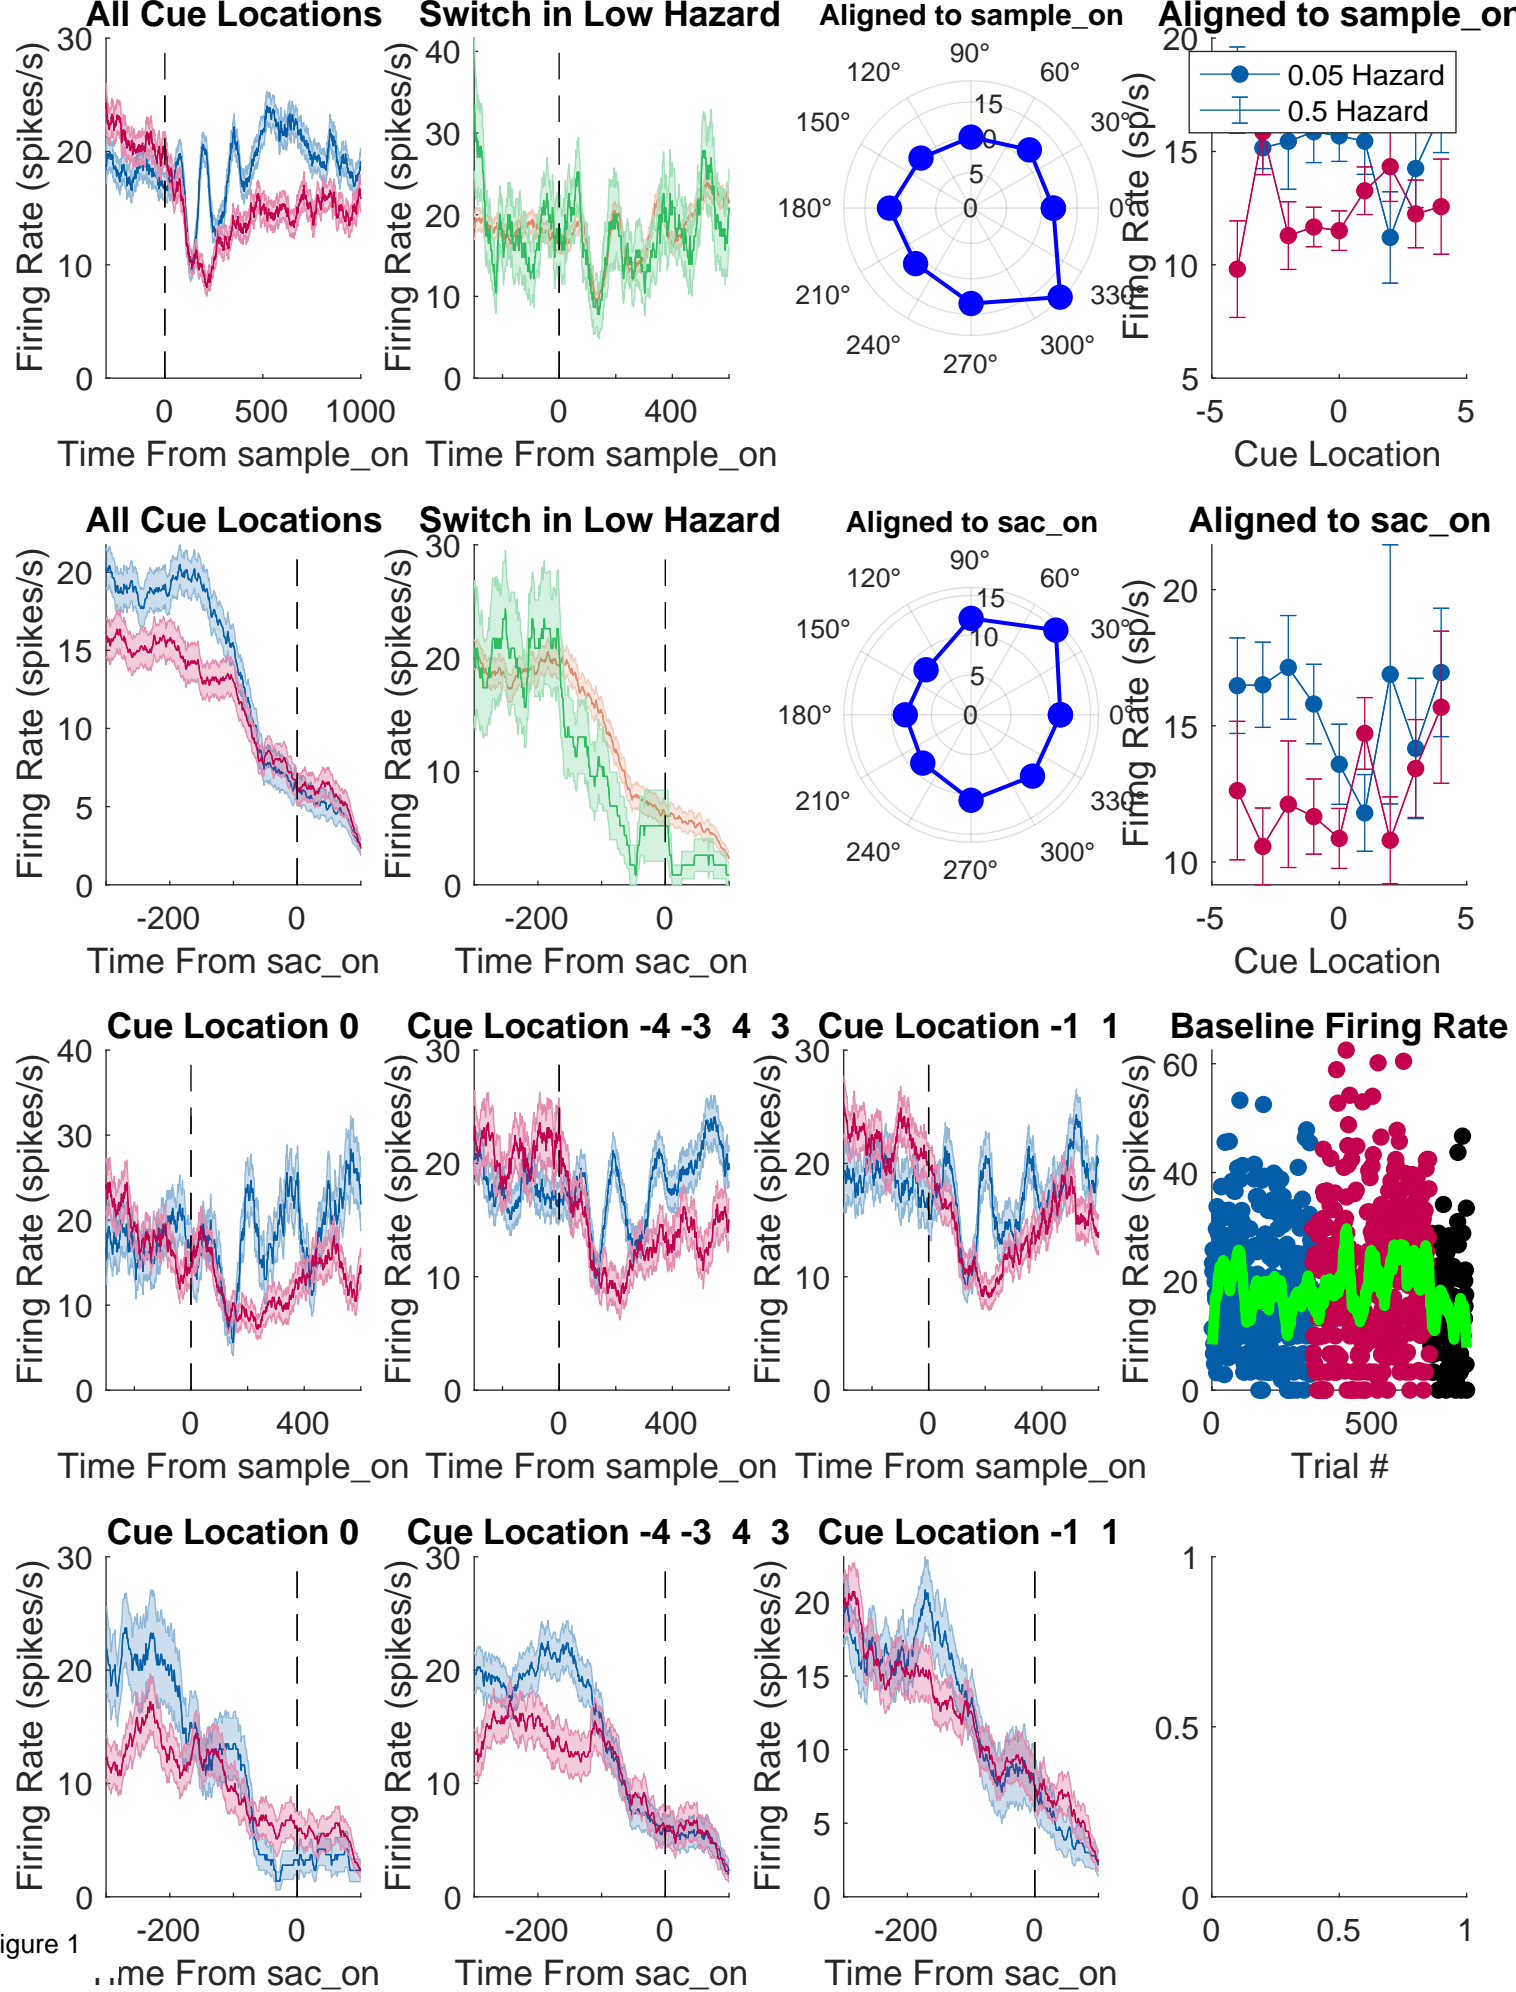 All Cue Locations
Switch in Low Hazard
Aligned to sample_on
Aligned to sample_on
Firing Rate (spikes/s)
30
20
10
0
0 500 1000
Time From sample_on
Firing Rate (spikes/s)
40
30
20
10
0
0 400
Time From sample_on
90°
120° 60°
150° 30°
180° 0°
210° 330°
240° 300°
270°
15
5
0
Firing Rate (sp/s)
20
15
10
5
-5 0 5
Cue Location
0.05 Hazard
0.5 Hazard
All Cue Locations
Switch in Low Hazard
Aligned to sac_on
Aligned to sac_on
Firing Rate (spikes/s)
20
15
10
5
0
-200 0
Time From sac_on
Firing Rate (spikes/s)
30
20
10
0
-200 0
Time From sac_on
90°
120° 60°
150° 30°
180° 0°
210° 330°
240° 300°
270°
15
10
5
0
Firing Rate (sp/s)
20
15
10
-5 0 5
Cue Location
Cue Location 0
Cue Location -4 -3 4 3
Cue Location -1 1
Baseline Firing Rate
Firing Rate (spikes/s)
40
30
20
10
0
0 400
Time From sample_on
Firing Rate (spikes/s)
30
20
10
0
0 400
Time From sample_on
Firing Rate (spikes/s)
30
20
10
0
0 400
Time From sample_on
Firing Rate (spikes/s)
60
40
20
0
0 500
Trial #
Cue Location 0
Cue Location -4 -3 4 3
Cue Location -1 1
Firing Rate (spikes/s)
30
20
10
0
-200 0
Time From sac_on
Firing Rate (spikes/s)
30
20
10
0
-200 0
Time From sac_on
Firing Rate (spikes/s)
20
15
10
5
0
-200 0
Time From sac_on
1
0.5
0
0 0.5 1
igure 1